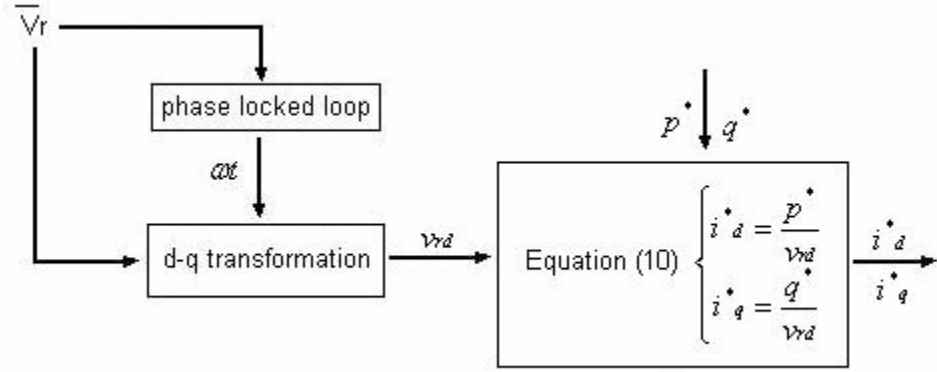 V̅r
phase locked loop
ωt
d-q transformation
vrd
p* q*
Equation (10) { i*d = p*/vrd
i*q = q*/vrd
i*d
i*q